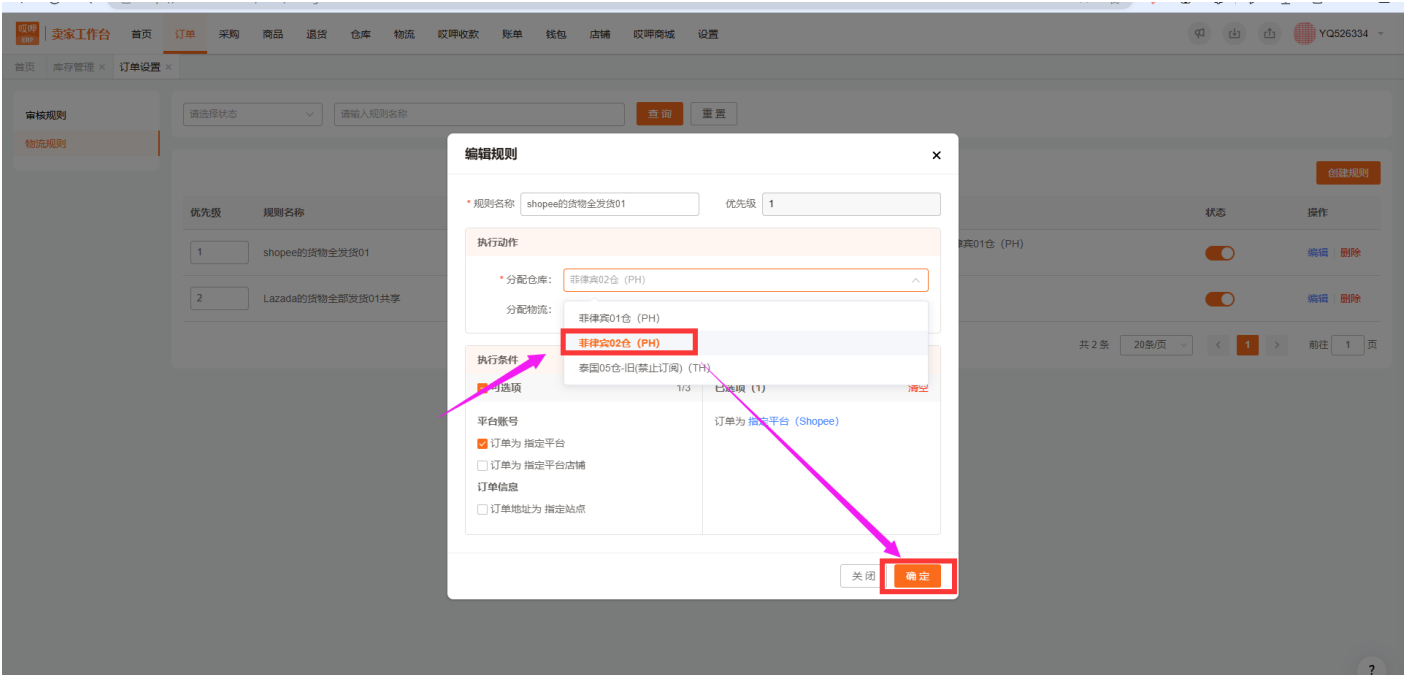 哎呷
ERP
卖家工作台 首页 订单 采购 商品 退货 仓库 物流 哎呷收款 账单 钱包 店铺 哎呷商城 设置 YQ526334
首页 库存管理 × 订单设置 ×
审核规则
物流规则
请选择状态 请输入规则名称 查 询 重 置
创建规则
优先级 规则名称 状态 操作
1 shopee的货物全发货01 律宾01仓（PH） 编辑 删除
2 Lazada的货物全部发货01共享 编辑 删除
共 2 条 20条/页 < 1 > 前往 1 页
编辑规则 ×
* 规则名称 shopee的货物全发货01 优先级 1
执行动作
* 分配仓库： 菲律宾02仓（PH）
分配物流：
菲律宾01仓（PH）
菲律宾02仓（PH）
泰国05仓-旧(禁止订阅)（TH）
执行条件
可选项 1/3 已选项（1） 清空
平台账号
订单为 指定平台
订单为 指定平台店铺
订单信息
订单地址为 指定站点
订单为 指定平台（Shopee）
关 闭 确 定
?